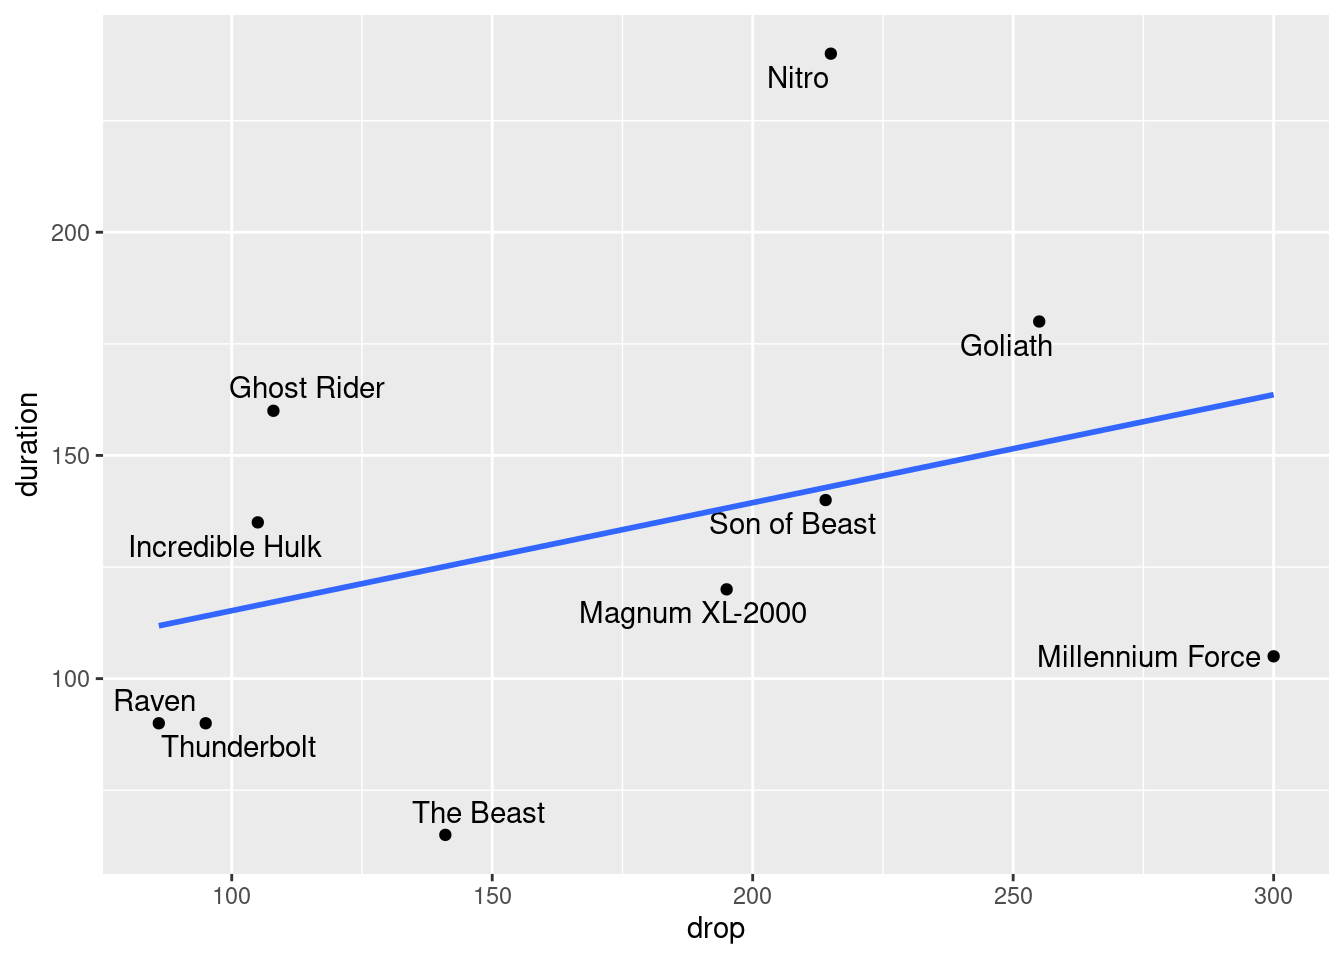 Nitro
200
Goliath
Ghost Rider
duration
150
Son of Beast
Incredible Hulk
Magnum XL-2000
Millennium Force
100
Raven
Thunderbolt
The Beast
100 150 200 250 300
drop